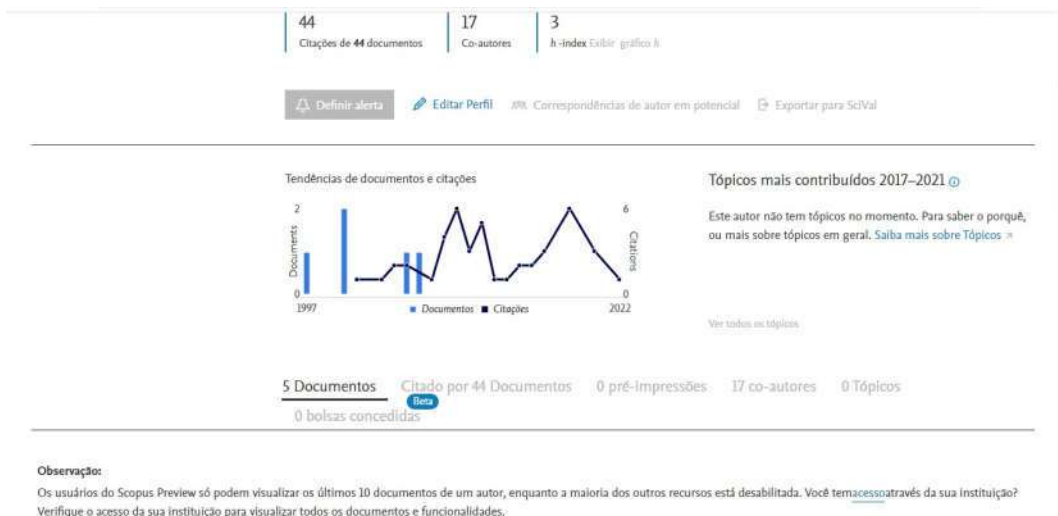 44
Citações de 44 documentos
17
Co-autores
3
h-index Exibir gráfico h
Definir alerta
Editar Perfil
Correspondências de autor em potencial
Exportar para SciVal
Tendências de documentos e citações
2
Documents
0
1997
6
Citations
0
2022
Documentos
Citações
Tópicos mais contribuídos 2017–2021
Este autor não tem tópicos no momento. Para saber o porquê,
ou mais sobre tópicos em geral. Saiba mais sobre Tópicos
Ver todos os tópicos
5 Documentos
Citado por 44 Documentos
0 pré-impressões
17 co-autores
0 Tópicos
Beta
0 bolsas concedidas
Observação:
Os usuários do Scopus Preview só podem visualizar os últimos 10 documentos de um autor, enquanto a maioria dos outros recursos está desabilitada. Você temacessoatravés da sua instituição?
Verifique o acesso da sua instituição para visualizar todos os documentos e funcionalidades.